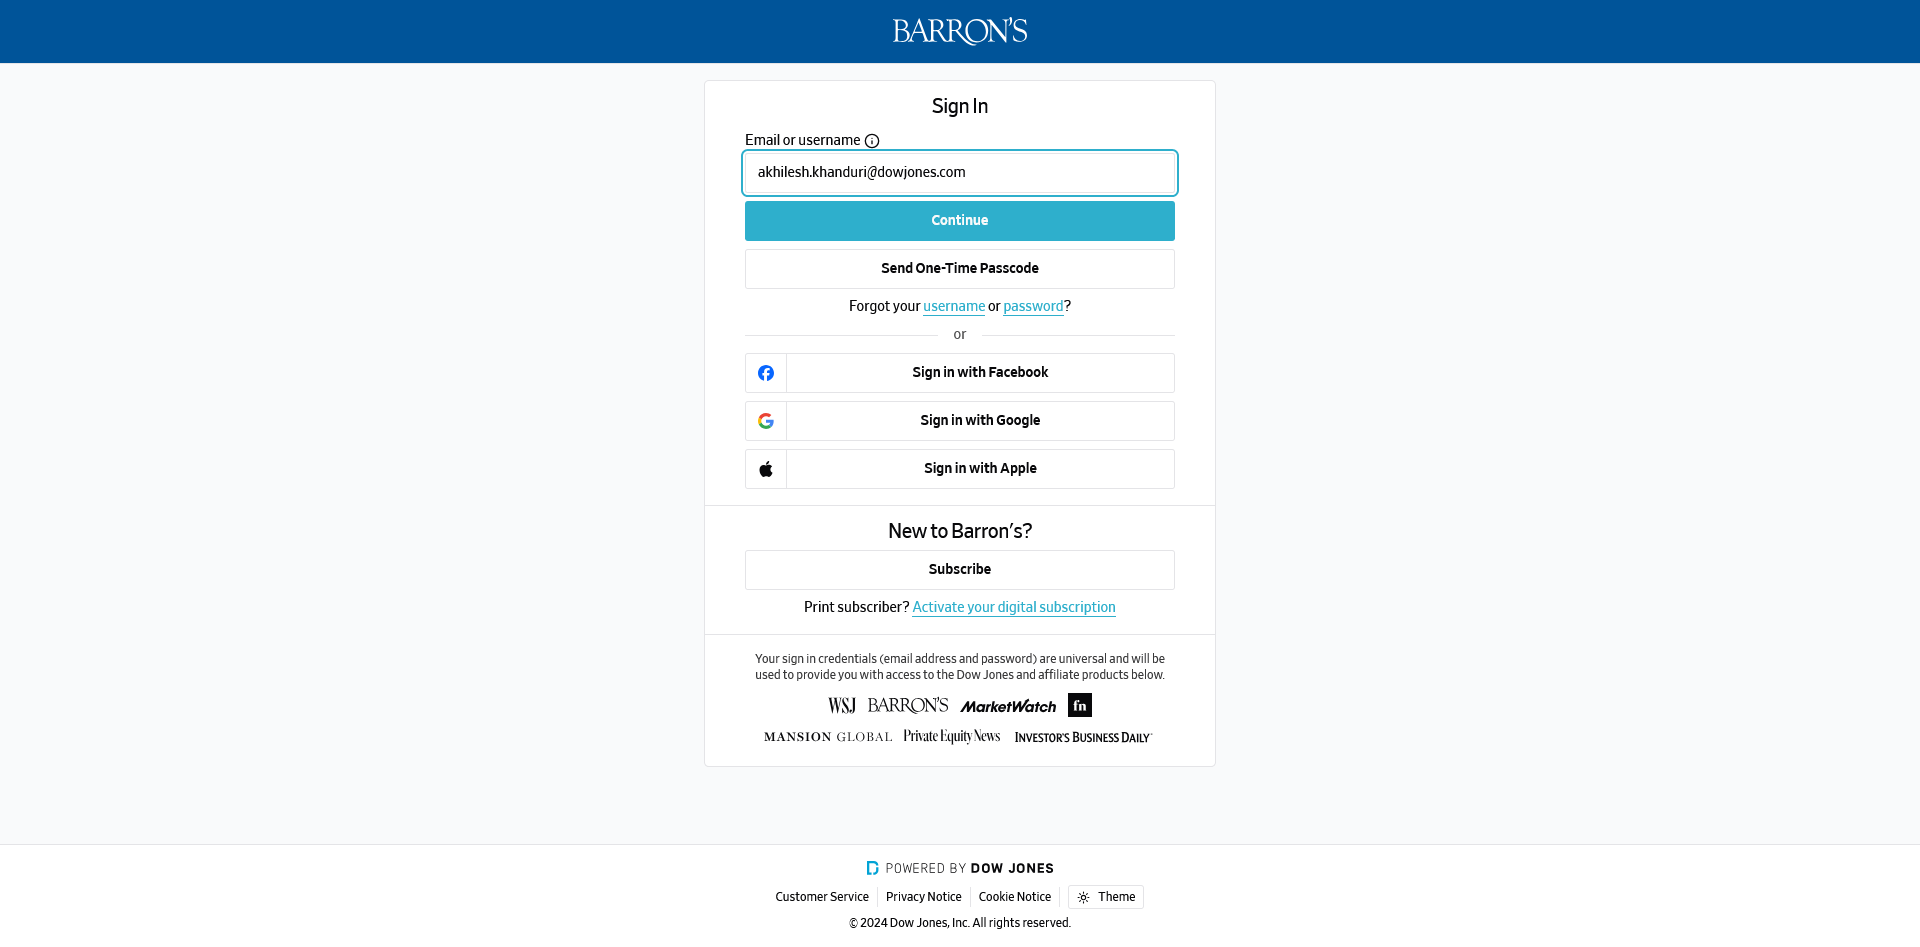 BARRON'S
Sign In
Email or username
akhilesh.khanduri@dowjones.com
Continue
Send One-Time Passcode
Forgot your username or password?
or
Sign in with Facebook
Sign in with Google
Sign in with Apple
New to Barron's?
Subscribe
Print subscriber? Activate your digital subscription
Your sign in credentials (email address and password) are universal and will be
used to provide you with access to the Dow Jones and affiliate products below.
WSJ BARRON'S MarketWatch fn
MANSION GLOBAL Private Equity News INVESTOR'S BUSINESS DAILY
POWERED BY DOW JONES
Customer Service Privacy Notice Cookie Notice Theme
© 2024 Dow Jones, Inc. All rights reserved.